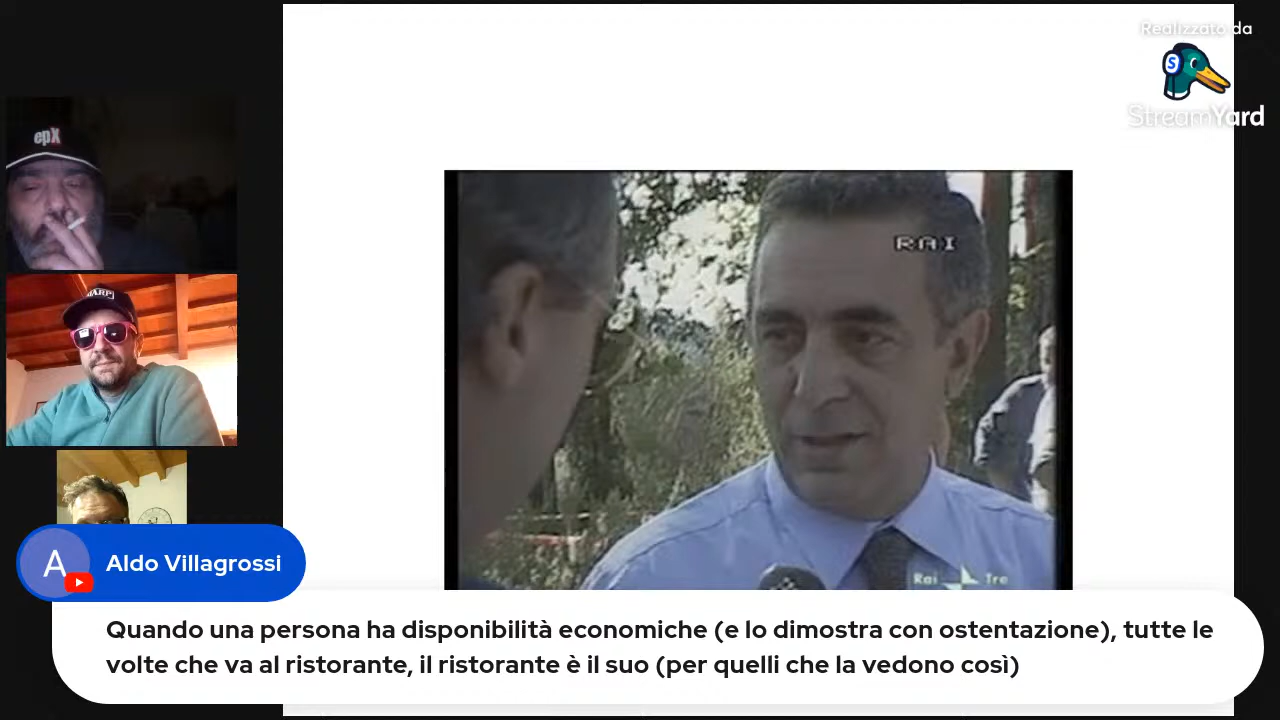 Realizzato da
StreamYard
epX
RAI
Rai Tre
A Aldo Villagrossi
Quando una persona ha disponibilità economiche (e lo dimostra con ostentazione), tutte le
volte che va al ristorante, il ristorante è il suo (per quelli che la vedono così)